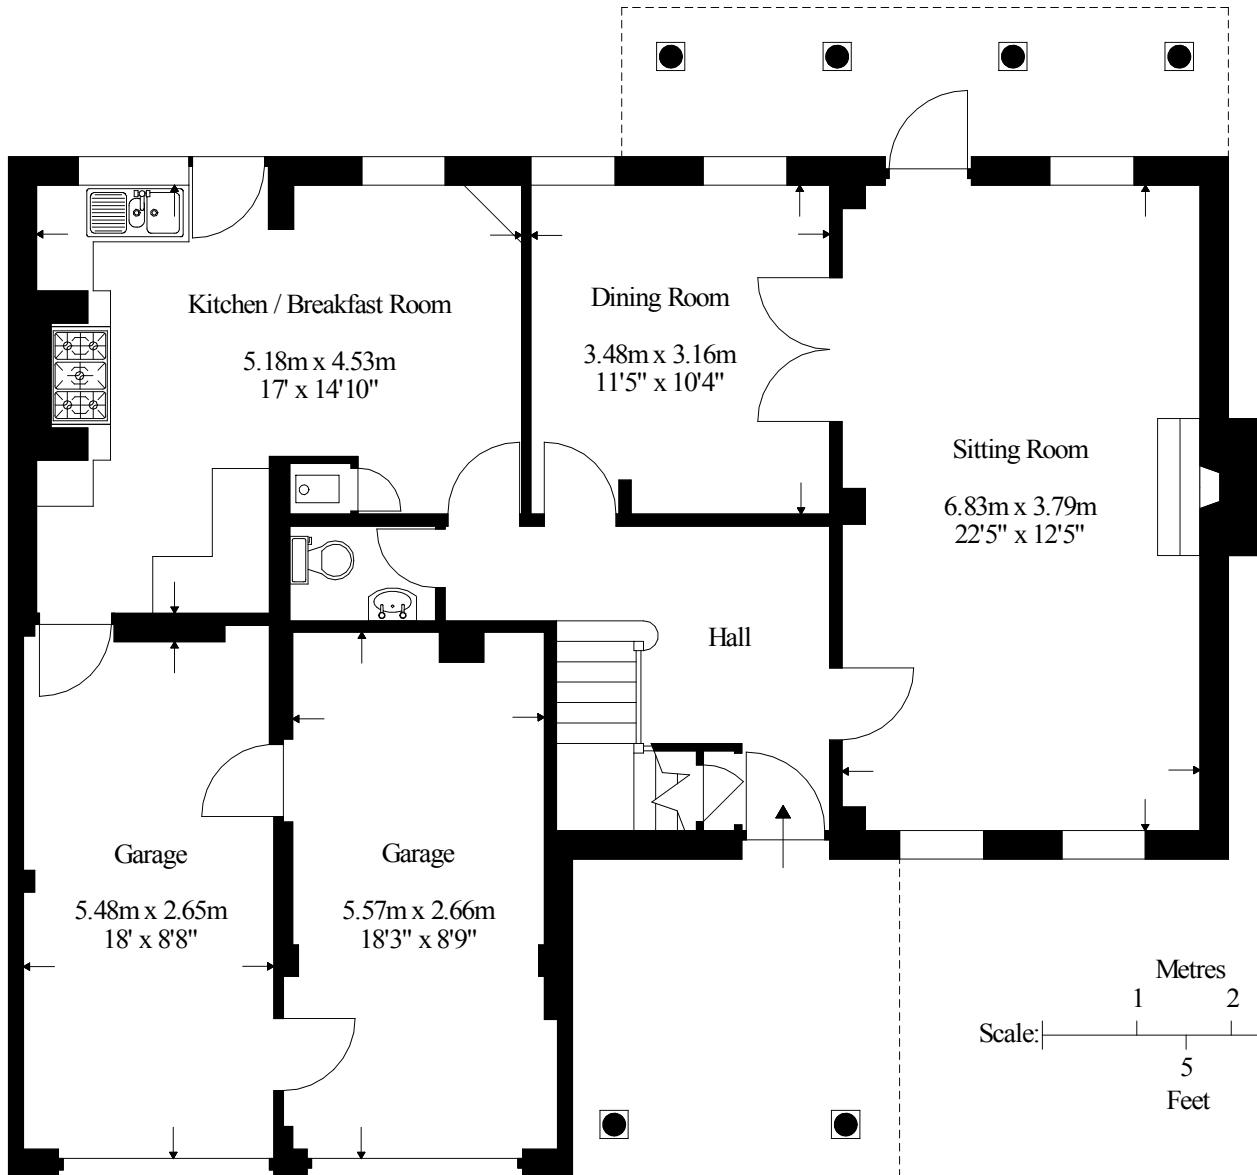 Kitchen / Breakfast Room
5.18m x 4.53m
17' x 14'10"
Dining Room
3.48m x 3.16m
11'5" x 10'4"
Sitting Room
6.83m x 3.79m
22'5" x 12'5"
Hall
Garage
5.48m x 2.65m
18' x 8'8"
Garage
5.57m x 2.66m
18'3" x 8'9"
Metres
1 2
Scale:
5
Feet